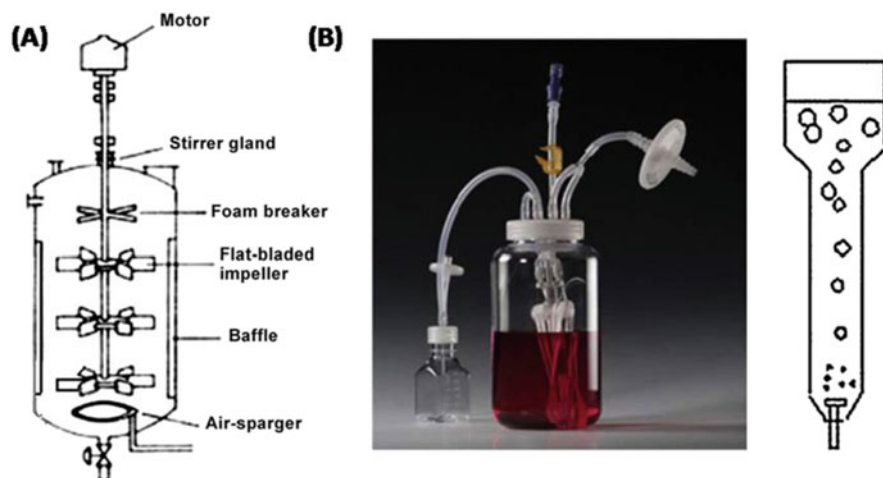 (A)
Motor
Stirrer gland
Foam breaker
Flat-bladed
impeller
Baffle
Air-sparger
(B)